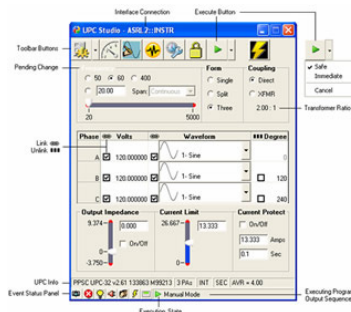 Interface Connection
Execute Button
UPC Studio - ASRL2::INSTR
Toolbar Buttons
Safe
Immediate
Cancel
Pending Change
50 60 400
20.00 Span: Continuous
20 5000
Form
Single
Split
Three
Coupling
Direct
XFMR
2.00 : 1
Transformer Ratio
Link
Unlink
Phase Volts Waveform Degree
A 120.000000 1- Sine 0
B 120.000000 1- Sine 120
C 120.000000 1- Sine 240
Output Impedance
9.374
0.000
On/Off
0
-3.750
Current Limit
26.667
13.333
0
Current Protect
On/Off
13.333 Amps
0.1 Sec
UPC Info
PPSC UPC-32 v2.61 133863 M99213 3 PAz INT SEC AVR = 4.00
Event Status Panel
Manual Mode
Executing Program
Output Sequence
Execution State